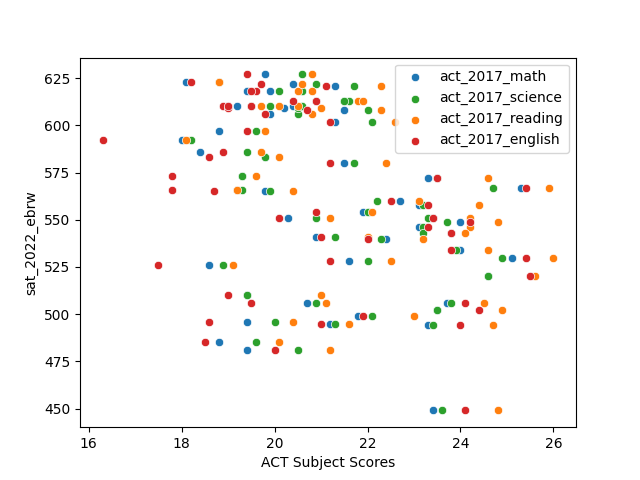 act_2017_math
act_2017_science
act_2017_reading
act_2017_english
sat_2022_ebrw
625
600
575
550
525
500
475
450
16 18 20 22 24 26
ACT Subject Scores